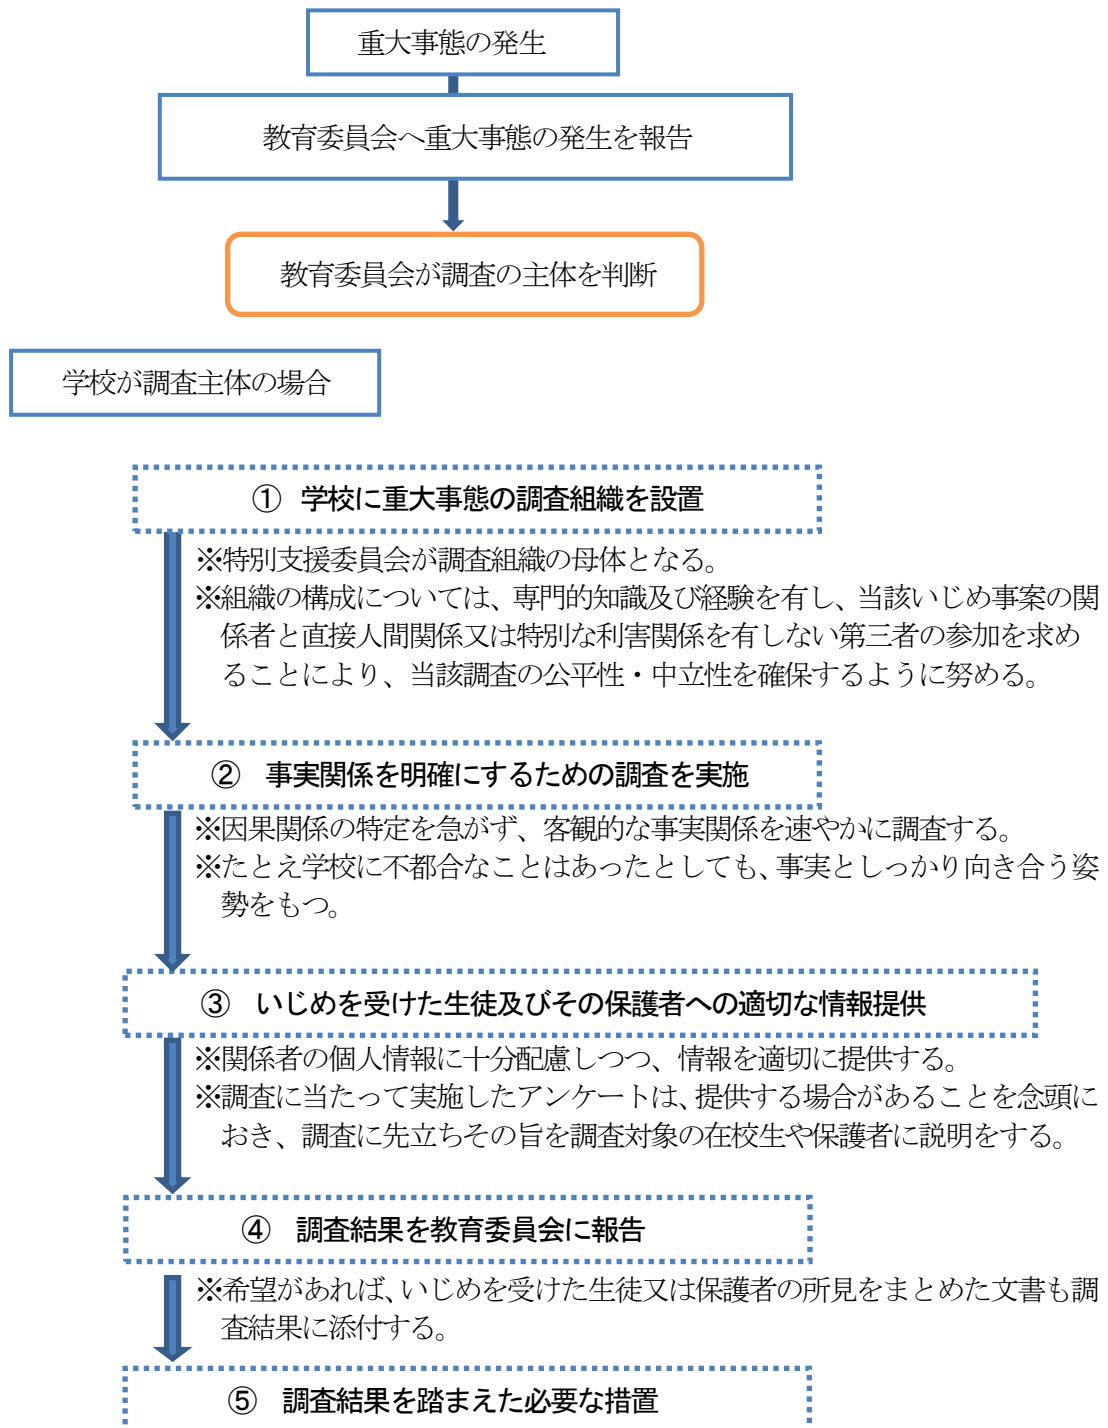 重大事態の発生
教育委員会へ重大事態の発生を報告
教育委員会が調査の主体を判断
学校が調査主体の場合
① 学校に重大事態の調査組織を設置
※特別支援委員会が調査組織の母体となる。
※組織の構成については、専門的知識及び経験を有し、当該いじめ事案の関
係者と直接人間関係又は特別な利害関係を有しない第三者の参加を求め
ることにより、当該調査の公平性・中立性を確保するように努める。
② 事実関係を明確にするための調査を実施
※因果関係の特定を急がず、客観的な事実関係を速やかに調査する。
※たとえ学校に不都合なことはあったとしても、事実としっかり向き合う姿
勢をもつ。
③ いじめを受けた生徒及びその保護者への適切な情報提供
※関係者の個人情報に十分配慮しつつ、情報を適切に提供する。
※調査に当たって実施したアンケートは、提供する場合があることを念頭に
おき、調査に先立ちその旨を調査対象の在校生や保護者に説明をする。
④ 調査結果を教育委員会に報告
※希望があれば、いじめを受けた生徒又は保護者の所見をまとめた文書も調
査結果に添付する。
⑤ 調査結果を踏まえた必要な措置